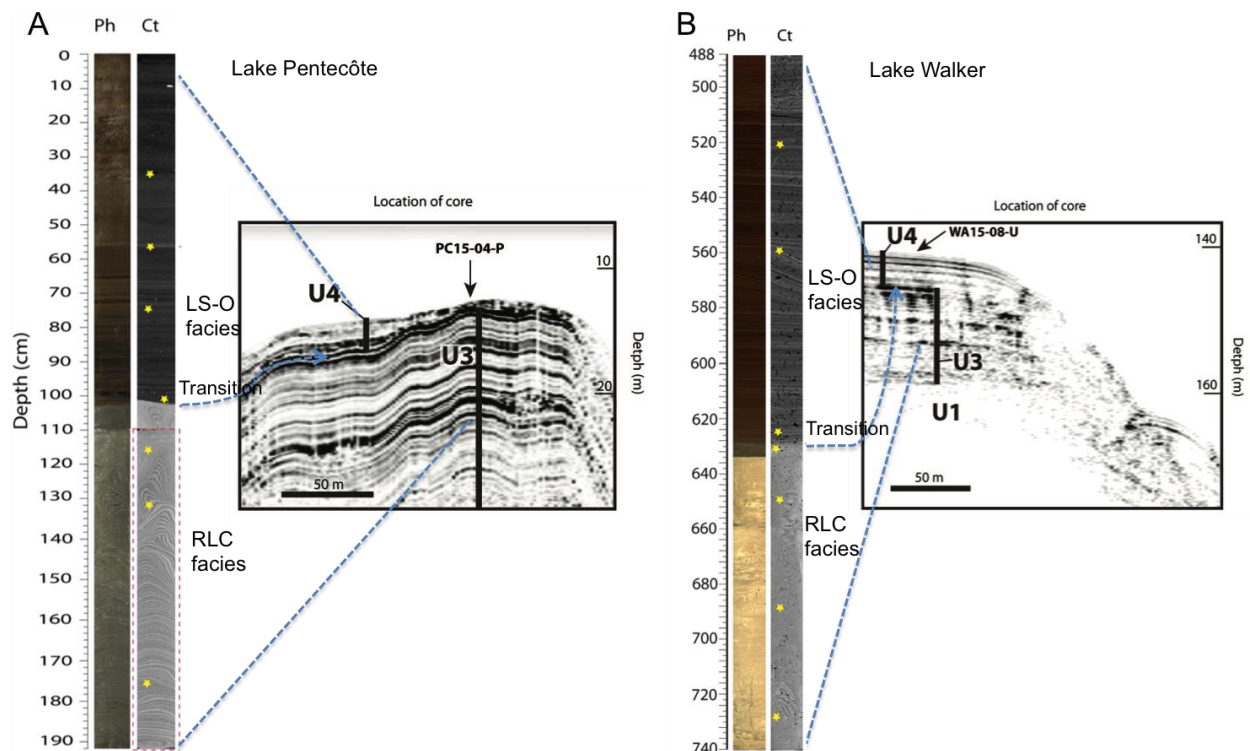 A
Ph Ct
Lake Pentecôte
0
10
20
30
40
50
60
70
80
90
100
110
120
130
140
150
160
170
180
190
Depth (cm)
LS-O
facies
Transition
RLC
facies
Location of core
PC15-04-P
U4
U3
10
20
Detpth (m)
50 m
B
Ph Ct
Lake Walker
488
500
520
540
560
580
600
620
640
660
680
700
720
740
LS-O
facies
Transition
RLC
facies
Location of core
U4
WA15-08-U
U3
U1
140
160
Detpth (m)
50 m